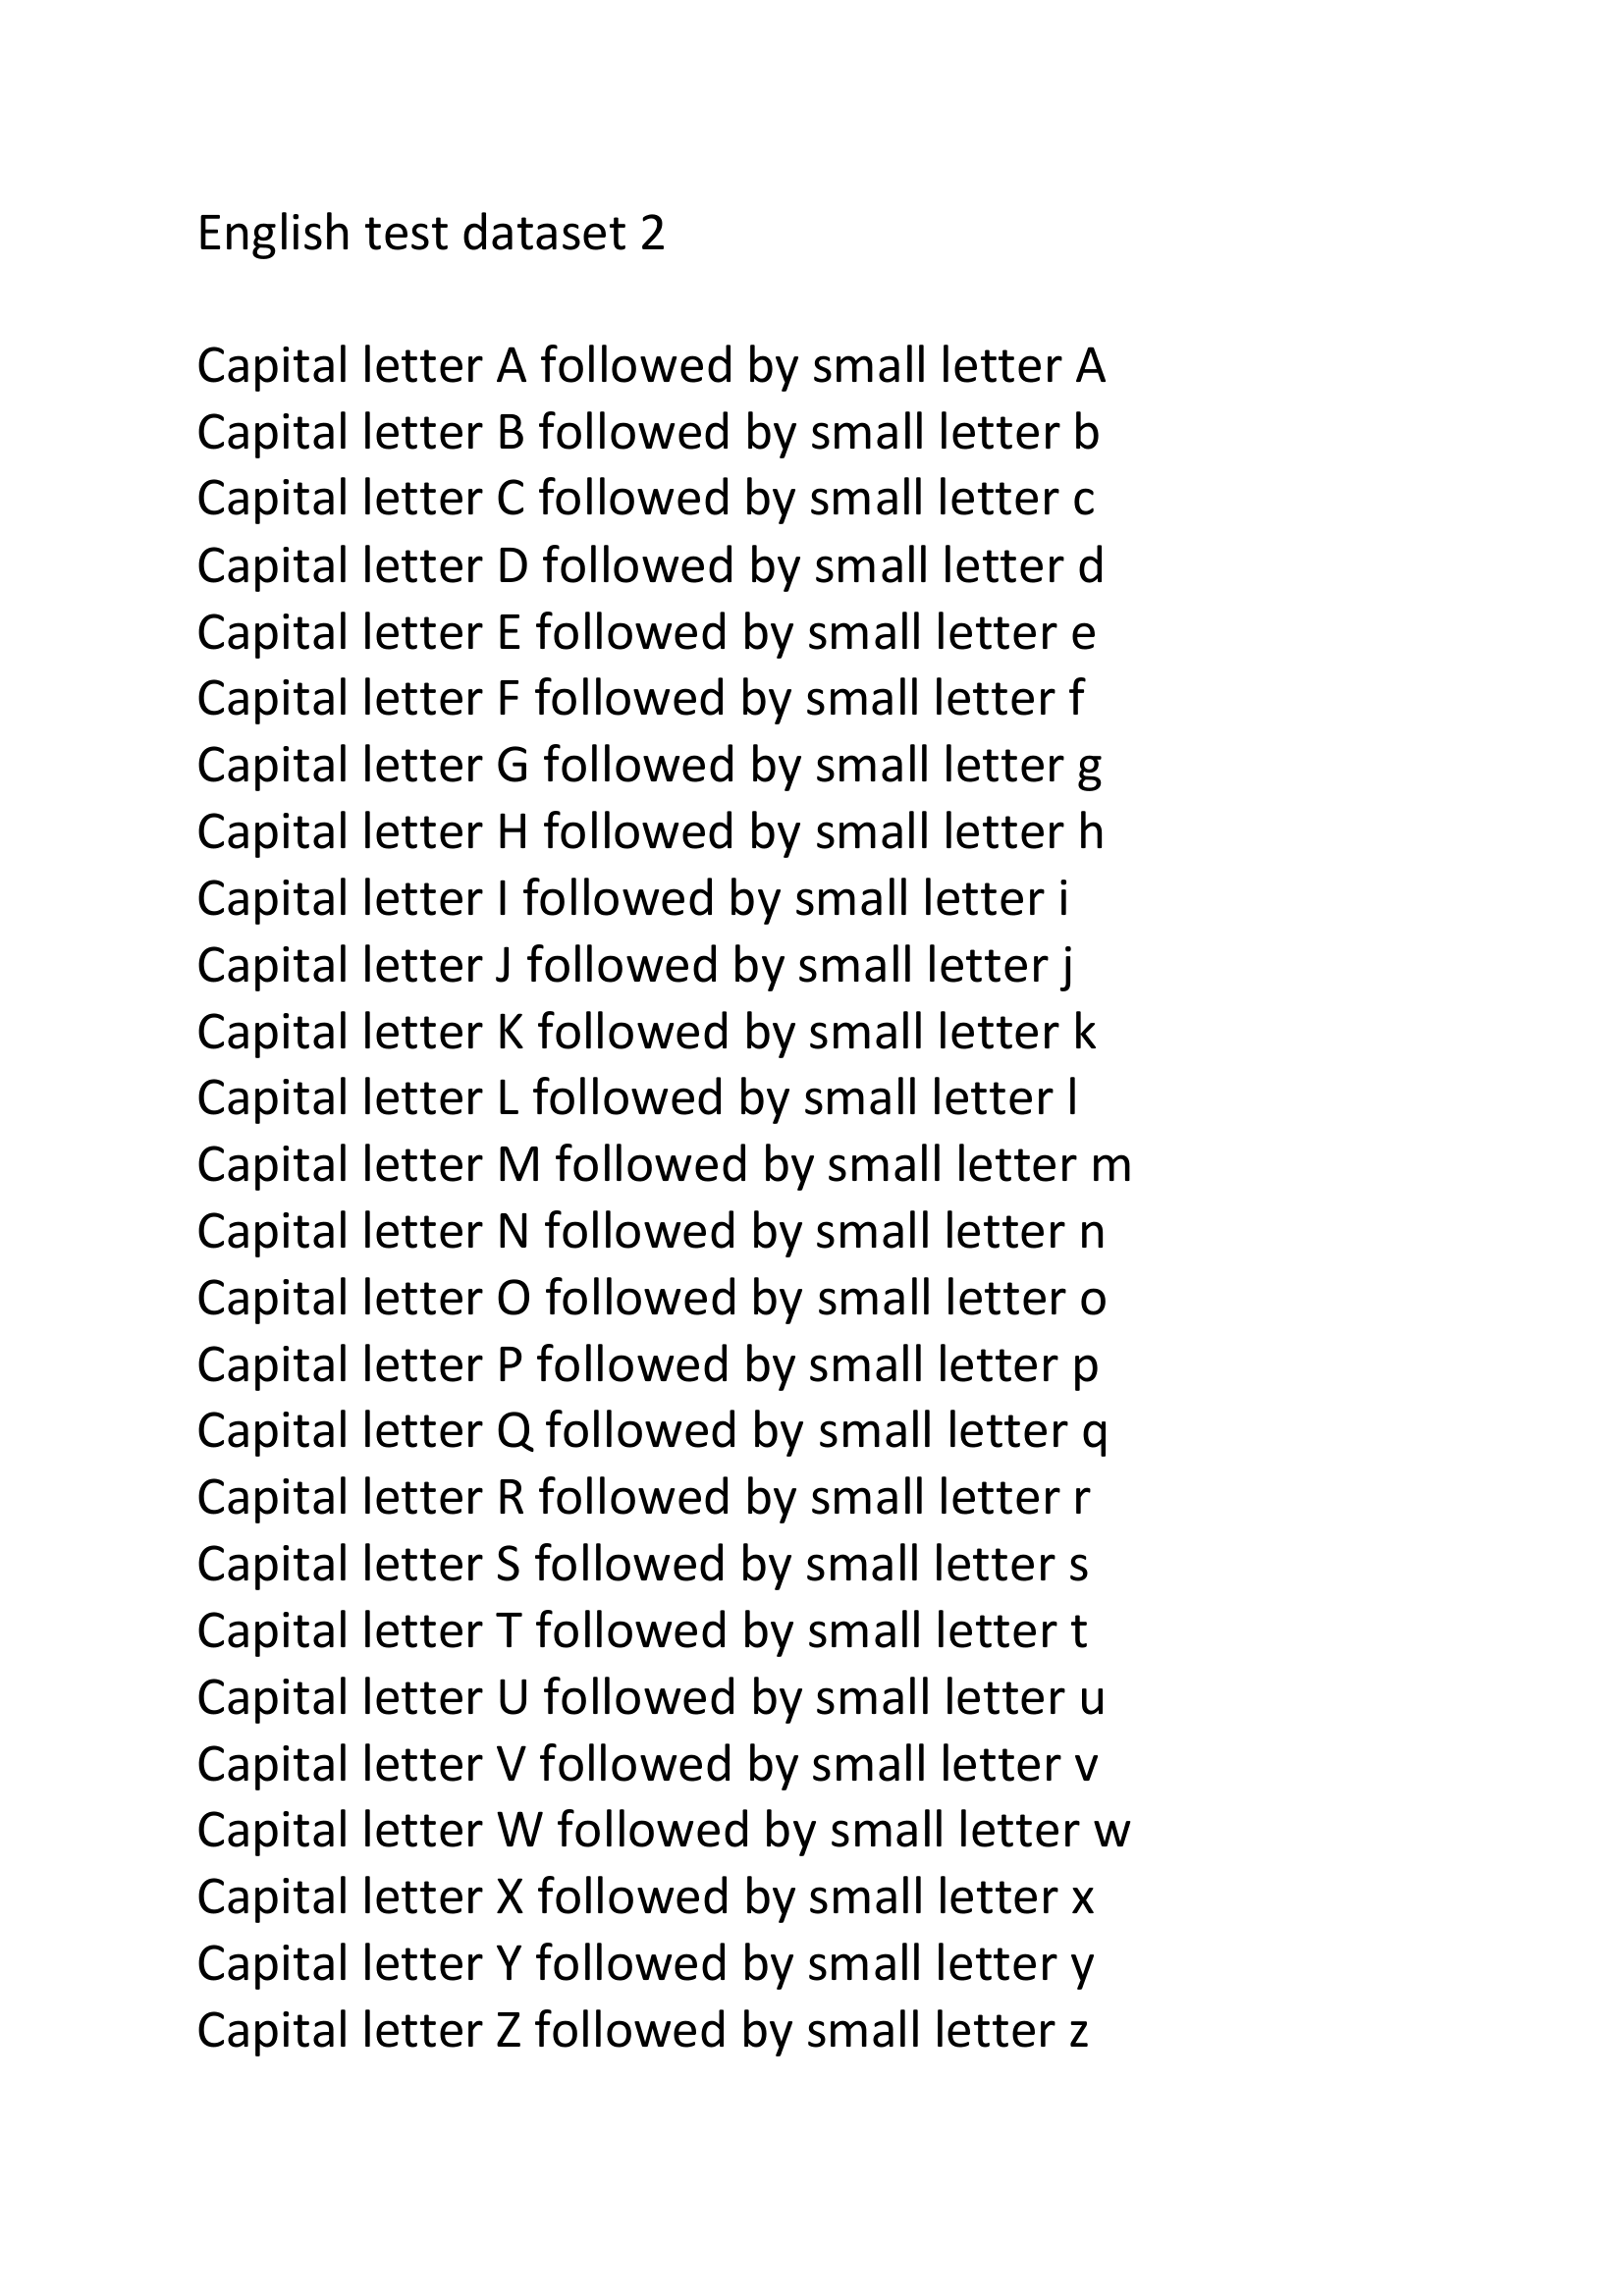 English test dataset 2
Capital letter A followed by small letter A
Capital letter B followed by small letter b
Capital letter C followed by small letter c
Capital letter D followed by small letter d
Capital letter E followed by small letter e
Capital letter F followed by small letter f
Capital letter G followed by small letter g
Capital letter H followed by small letter h
Capital letter I followed by small letter i
Capital letter J followed by small letter j
Capital letter K followed by small letter k
Capital letter L followed by small letter l
Capital letter M followed by small letter m
Capital letter N followed by small letter n
Capital letter O followed by small letter o
Capital letter P followed by small letter p
Capital letter Q followed by small letter q
Capital letter R followed by small letter r
Capital letter S followed by small letter s
Capital letter T followed by small letter t
Capital letter U followed by small letter u
Capital letter V followed by small letter v
Capital letter W followed by small letter w
Capital letter X followed by small letter x
Capital letter Y followed by small letter y
Capital letter Z followed by small letter z